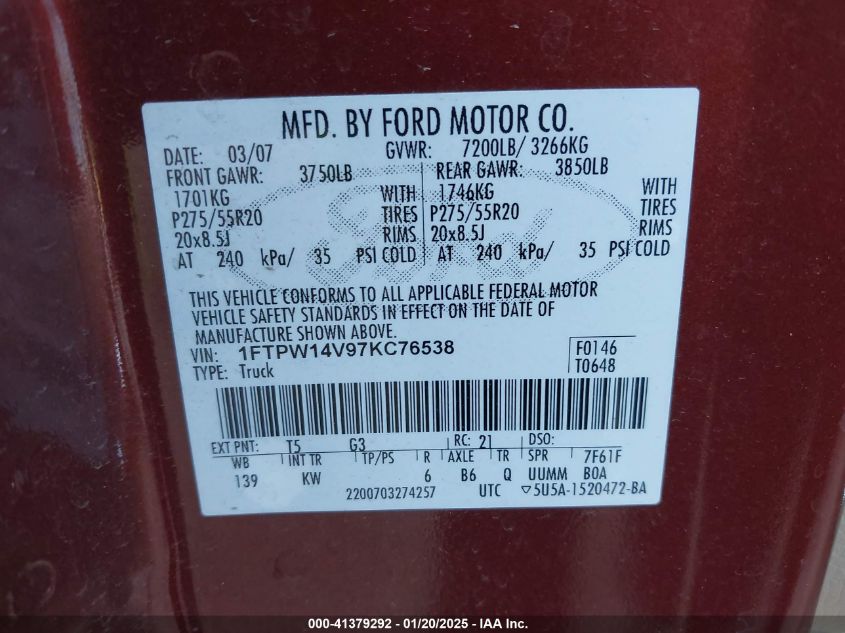 MFD. BY FORD MOTOR CO.
DATE: 03/07 GVWR: 7200LB/ 3266KG
FRONT GAWR: 3750LB REAR GAWR: 3850LB
1701KG WITH 1746KG WITH
P275/55R20 TIRES P275/55R20 TIRES
20x8.5J RIMS 20x8.5J RIMS
AT 240 kPa/ 35 PSI COLD AT 240 kPa/ 35 PSI COLD
Ford
THIS VEHICLE CONFORMS TO ALL APPLICABLE FEDERAL MOTOR
VEHICLE SAFETY STANDARDS IN EFFECT ON THE DATE OF
MANUFACTURE SHOWN ABOVE.
VIN: 1FTPW14V97KC76538 F0146
TYPE: Truck T0648
EXT PNT: T5 G3 RC: 21 DSO:
WB INT TR TP/PS R AXLE TR SPR 7F61F
139 KW 6 B6 Q UUMM BOA
2200703274257 UTC ▽5U5A-1520472-BA
000-41379292 - 01/20/2025 - IAA Inc.